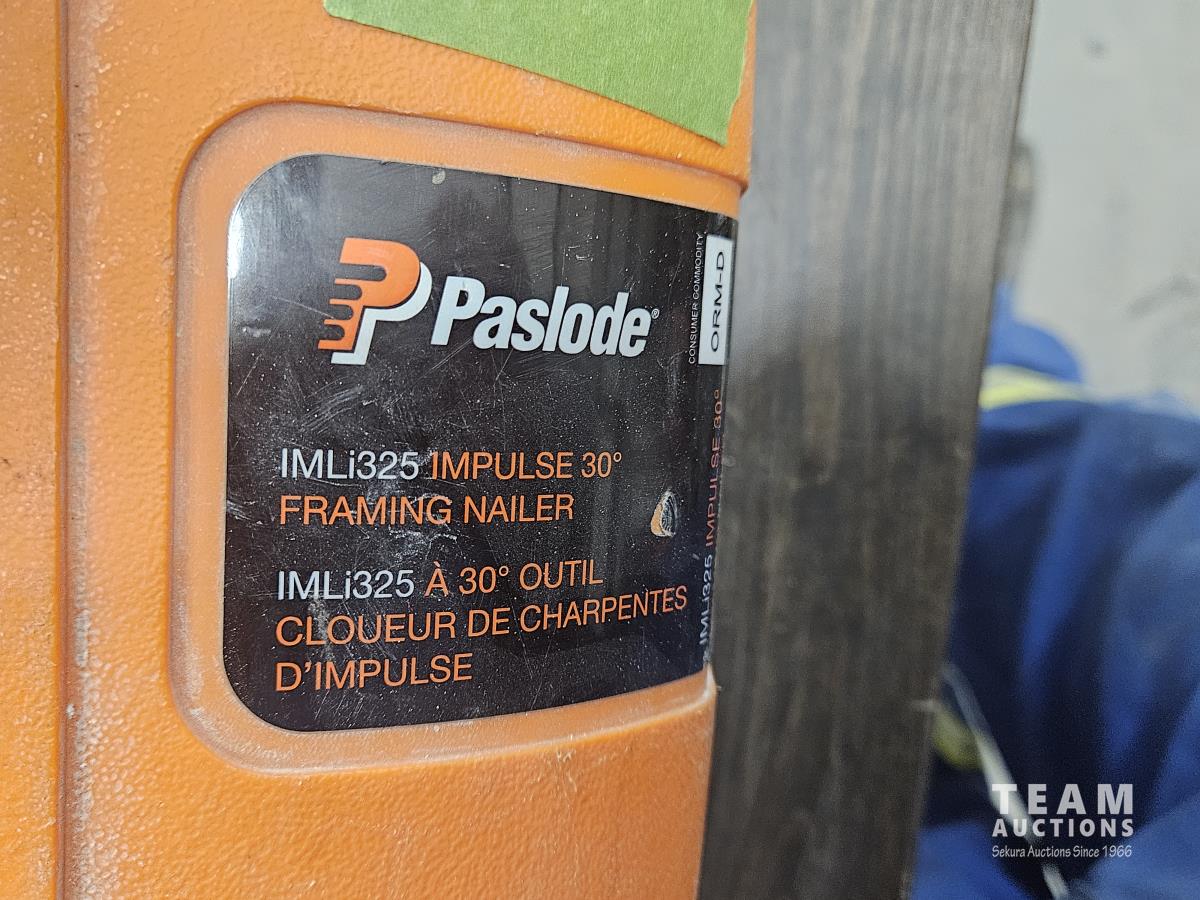 Paslode®
CONSUMER COMMODITY
ORM-D
IMLi325 IMPULSE 30°
FRAMING NAILER
IMLi325 À 30° OUTIL
CLOUEUR DE CHARPENTES
D'IMPULSE
IMLi325 IMPULSE 30°
TEAM
AUCTIONS
Sekura Auctions Since 1966